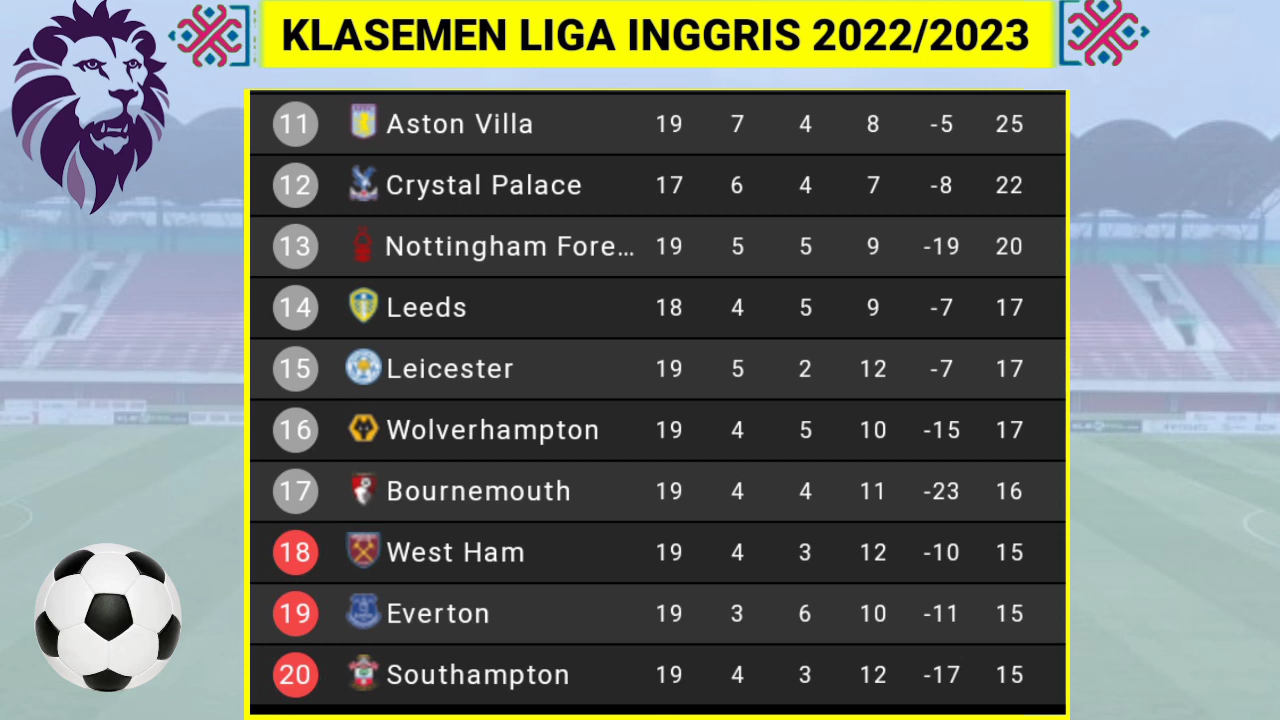 KLASEMEN LIGA INGGRIS 2022/2023
11 Aston Villa 19 7 4 8 -5 25
12 Crystal Palace 17 6 4 7 -8 22
13 Nottingham Fore... 19 5 5 9 -19 20
14 Leeds 18 4 5 9 -7 17
15 Leicester 19 5 2 12 -7 17
16 Wolverhampton 19 4 5 10 -15 17
17 Bournemouth 19 4 4 11 -23 16
18 West Ham 19 4 3 12 -10 15
19 Everton 19 3 6 10 -11 15
20 Southampton 19 4 3 12 -17 15